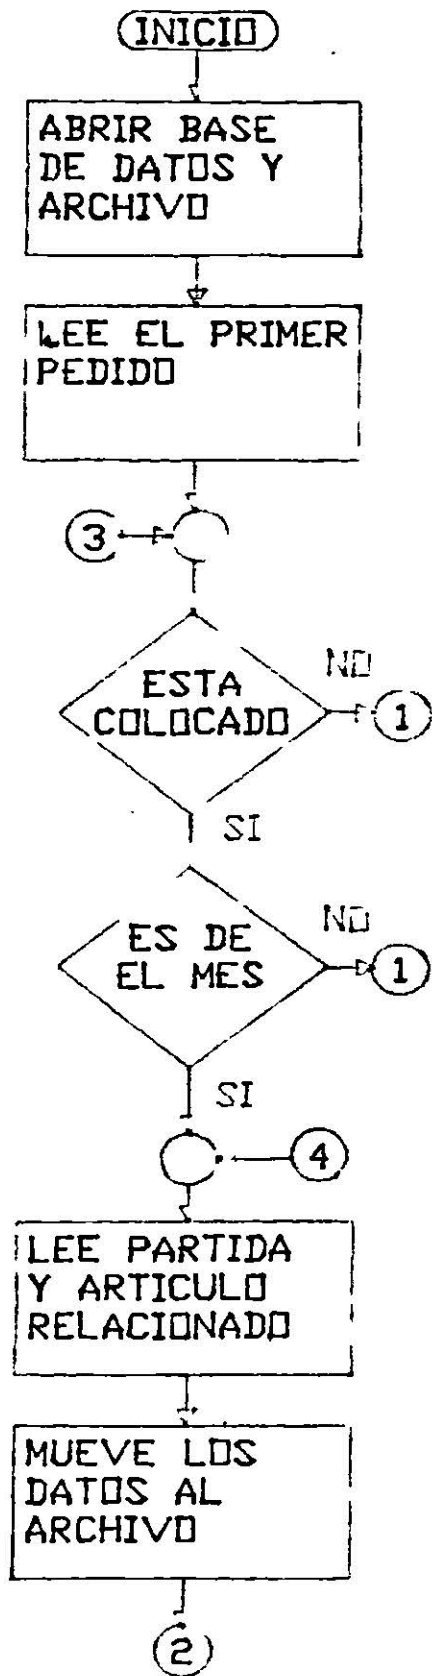 INICIO
ABRIR BASE
DE DATOS Y
ARCHIVO
LEE EL PRIMER
PEDIDO
3
ESTA
COLOCADO
NO
1
SI
ES DE
EL MES
NO
1
SI
4
LEE PARTIDA
Y ARTICULO
RELACIONADO
MUEVE LOS
DATOS AL
ARCHIVO
2